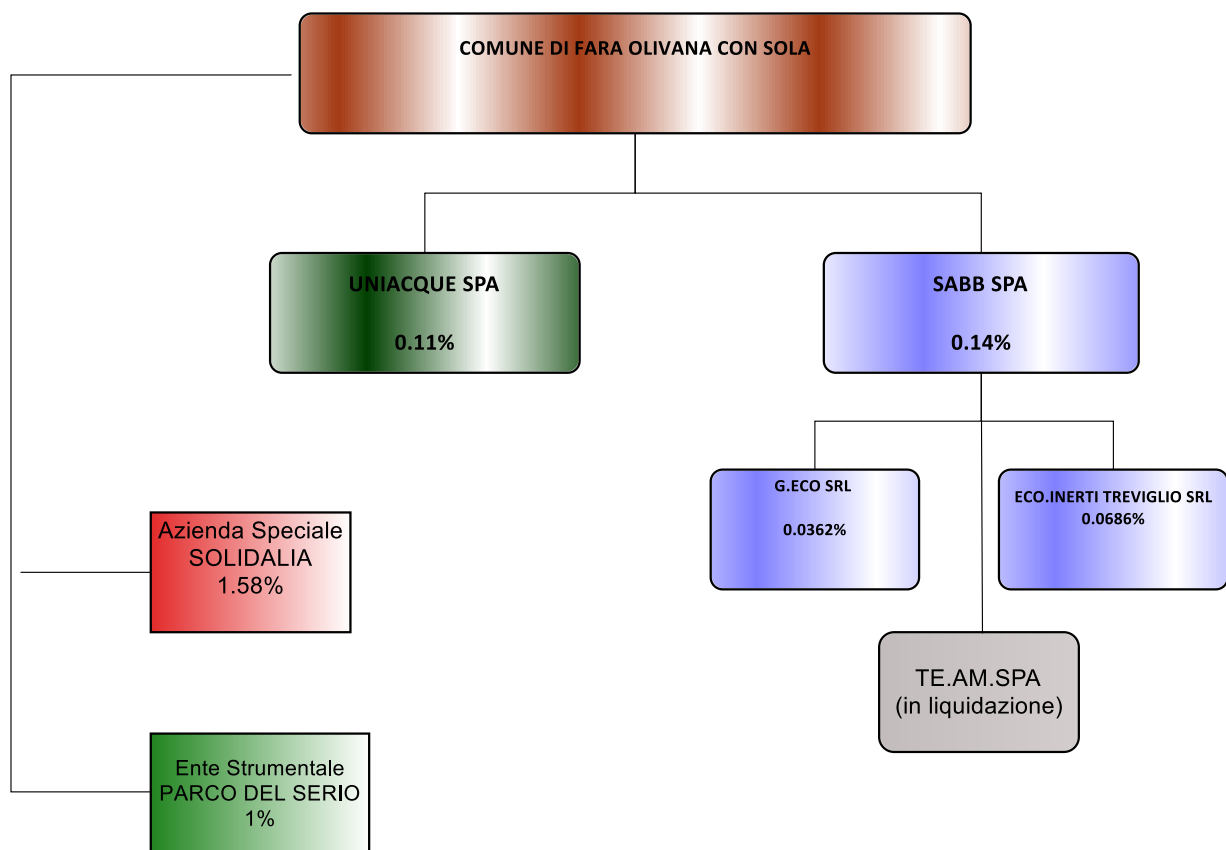 COMUNE DI FARA OLIVANA CON SOLA
UNIACQUE SPA
0.11%
SABB SPA
0.14%
G.ECO SRL
0.0362%
ECO.INERTI TREVIGLIO SRL
0.0686%
Azienda Speciale
SOLIDALIA
1.58%
TE.AM.SPA
(in liquidazione)
Ente Strumentale
PARCO DEL SERIO
1%